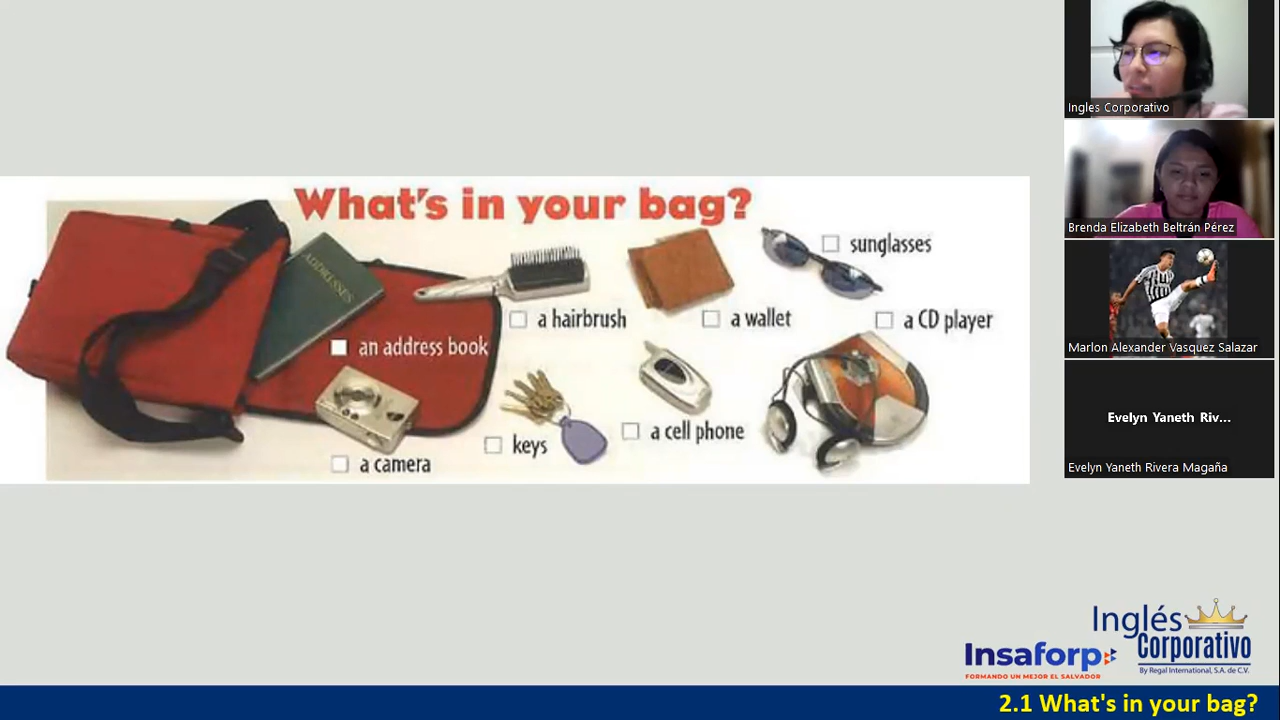 What's in your bag?
ADDRESSES
sunglasses
a hairbrush
a wallet
a CD player
an address book
a cell phone
keys
a camera
Ingles Corporativo
Brenda Elizabeth Beltrán Pérez
Marlon Alexander Vasquez Salazar
Evelyn Yaneth Riv...
Evelyn Yaneth Rivera Magaña
Inglés
Corporativo
By Regal International, S.A. de C.V.
Insaforp
FORMANDO UN MEJOR EL SALVADOR
2.1 What's in your bag?